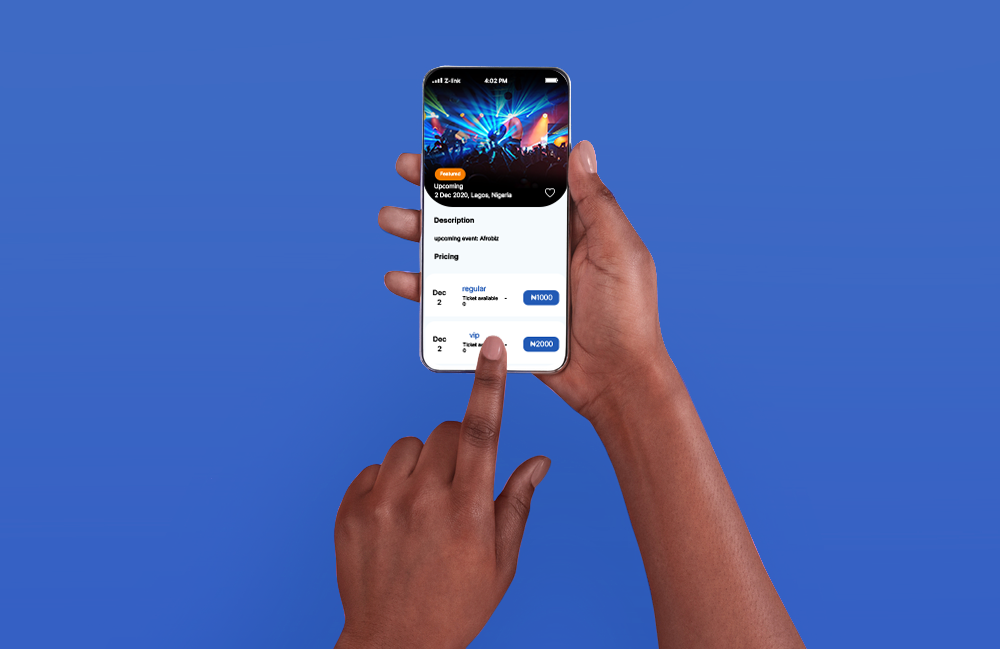 Z-link 4:02 PM
Featured
Upcoming
2 Dec 2020, Lagos, Nigeria
Description
upcoming event: Afrobiz
Pricing
Dec
2
regular
Ticket available -
0
₦1000
Dec
2
vip
Ticket
0
₦2000